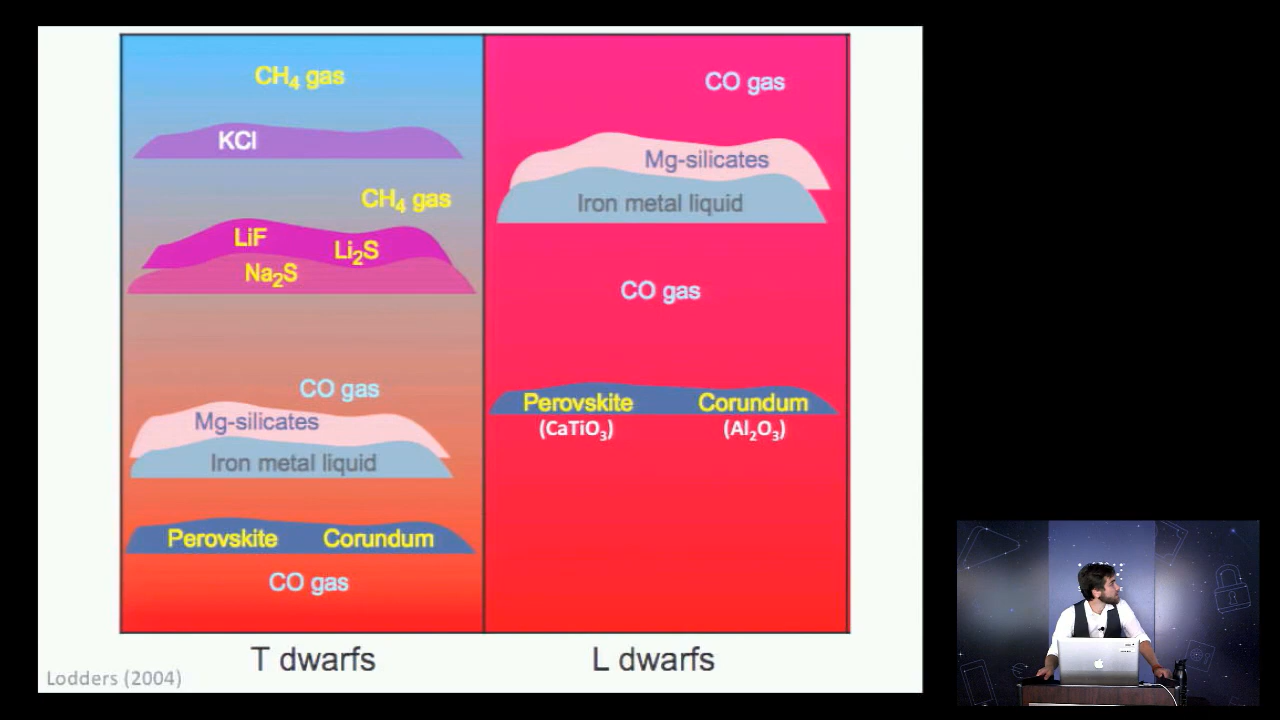 CH₄ gas
KCl
CH₄ gas
LiF
Li₂S
Na₂S
CO gas
Mg-silicates
Iron metal liquid
Perovskite Corundum
CO gas
T dwarfs
CO gas
Mg-silicates
Iron metal liquid
CO gas
Perovskite Corundum
(CaTiO₃) (Al₂O₃)
L dwarfs
Lodders (2004)